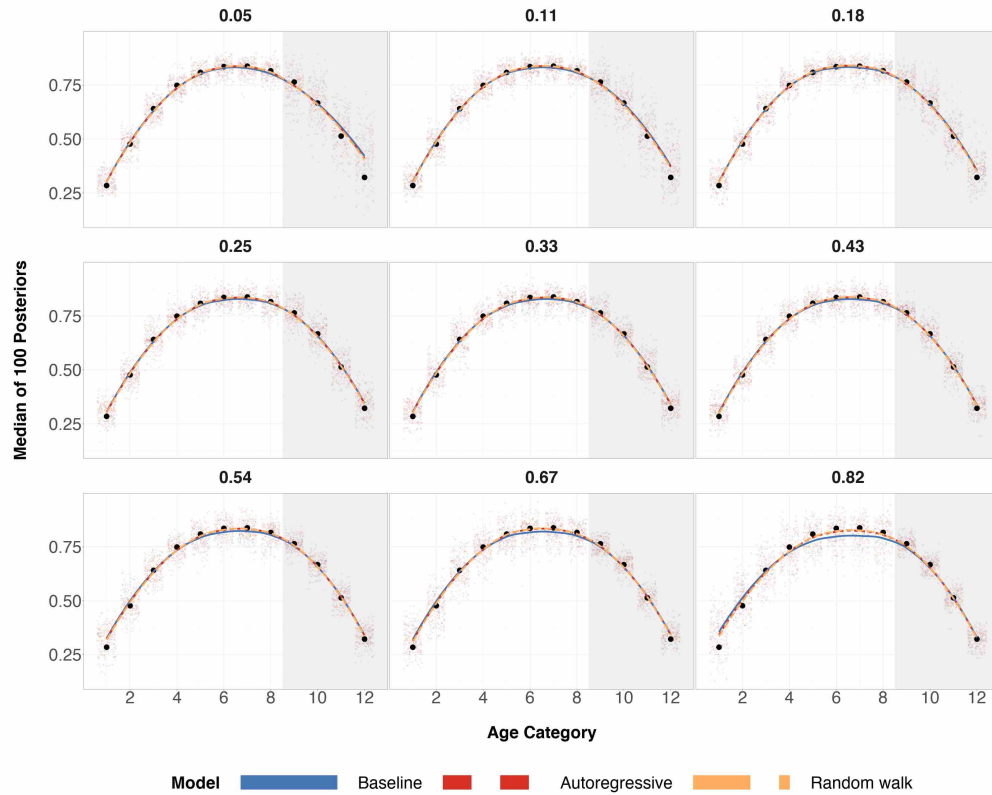 0.05 0.11 0.18
0.75
0.50
0.25
0.25 0.33 0.43
0.75
0.50
0.25
0.54 0.67 0.82
0.75
0.50
0.25
2 4 6 8 10 12 2 4 6 8 10 12 2 4 6 8 10 12
Median of 100 Posteriors
Age Category
Model Baseline Autoregressive Random walk